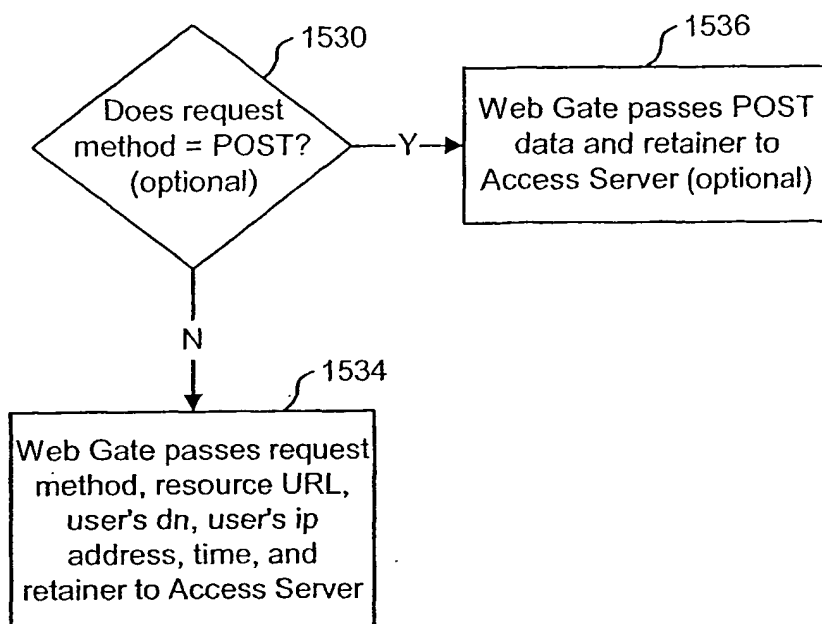 1530
Does request
method = POST?
(optional)
Y
1536
Web Gate passes POST
data and retainer to
Access Server (optional)
N
1534
Web Gate passes request
method, resource URL,
user's dn, user's ip
address, time, and
retainer to Access Server